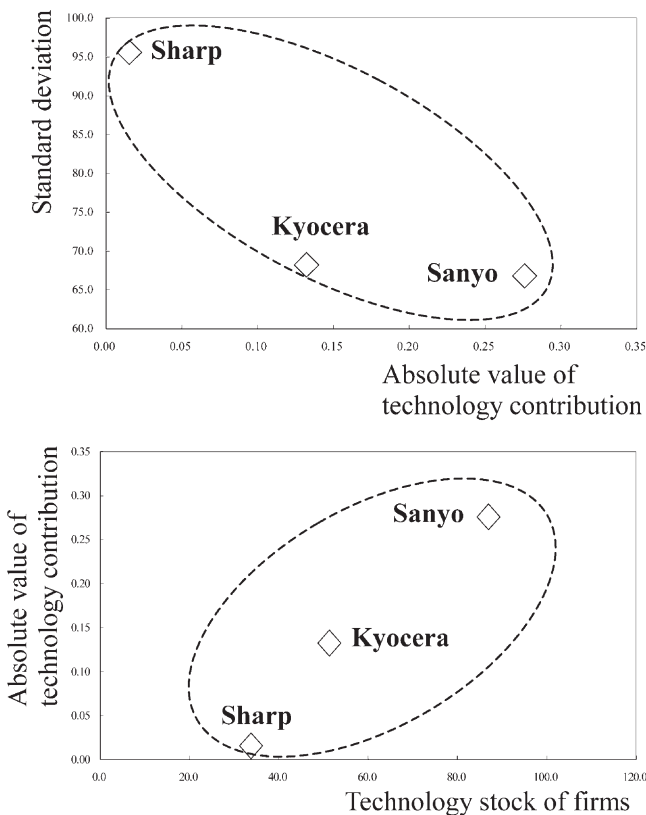 Standard deviation
100.0
95.0
90.0
85.0
80.0
75.0
70.0
65.0
60.0
Sharp
Kyocera
Sanyo
0.00 0.05 0.10 0.15 0.20 0.25 0.30 0.35
Absolute value of
technology contribution
Absolute value of
technology contribution
0.35
0.30
0.25
0.20
0.15
0.10
0.05
0.00
Sanyo
Kyocera
Sharp
0.0 20.0 40.0 60.0 80.0 100.0 120.0
Technology stock of firms